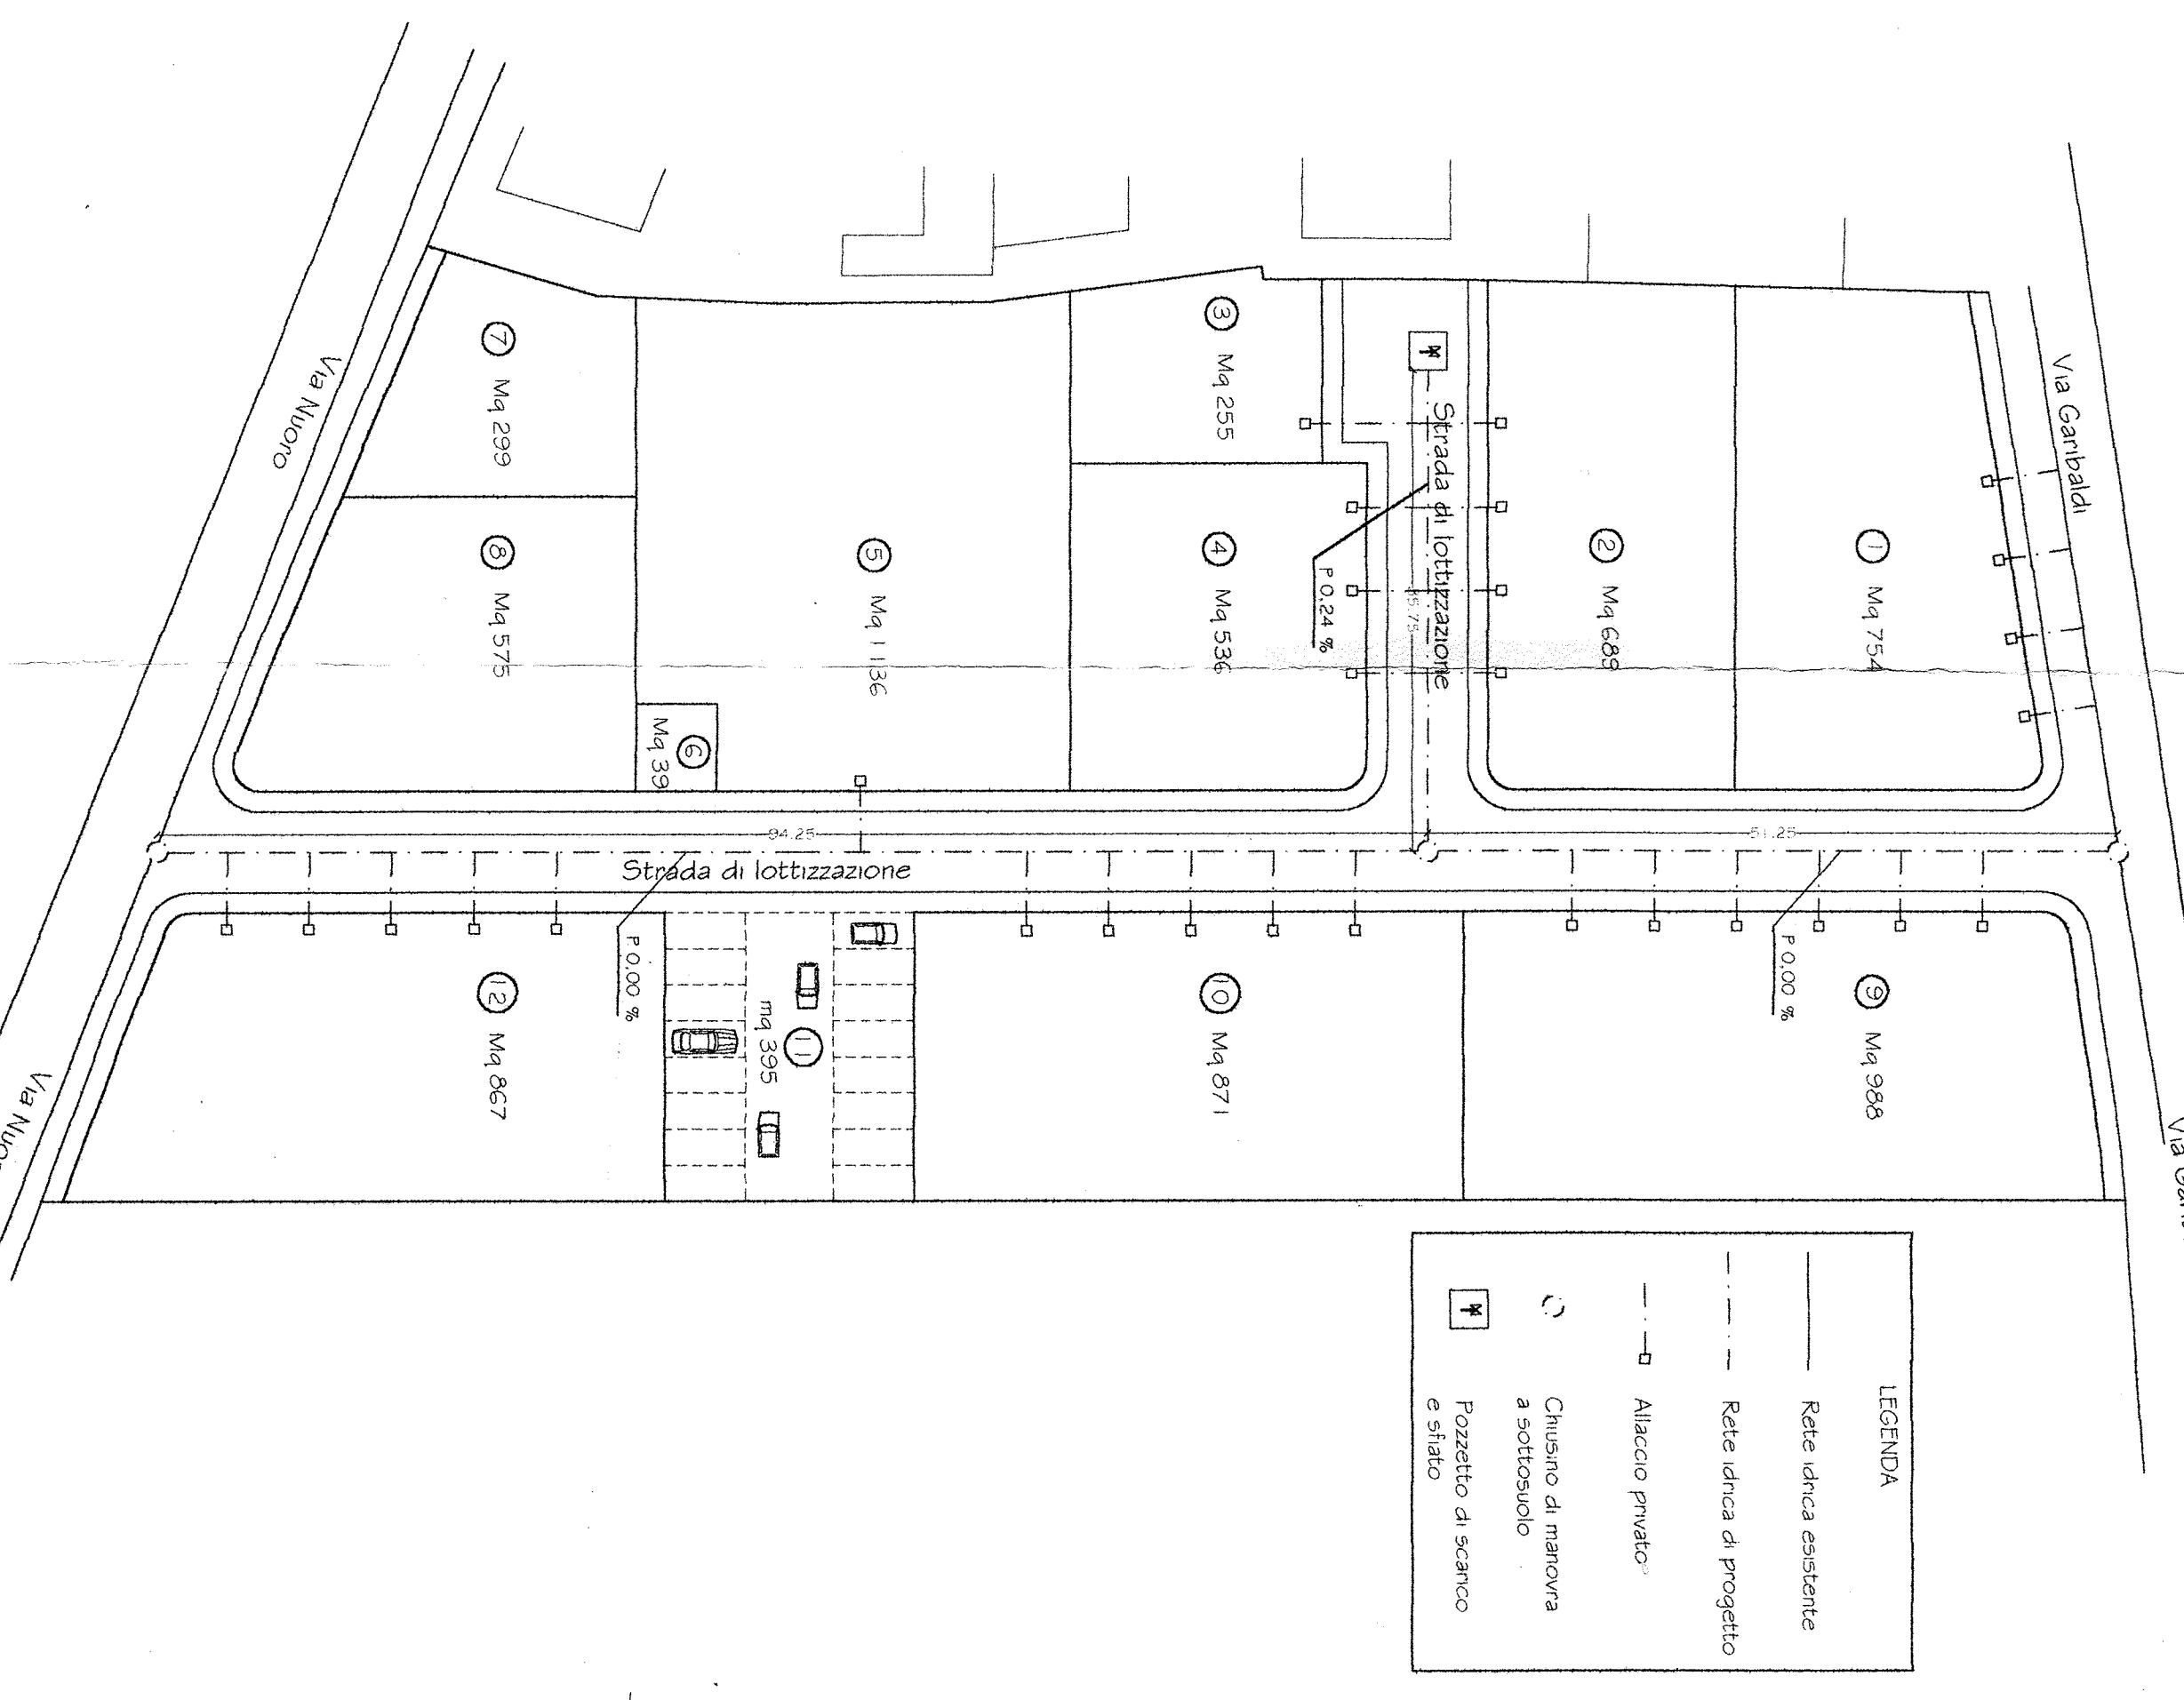 Via Garibaldi
Via Nuoro
Strada di lottizzazione
Strada di lottizzazione
1 Mq 754
2 Mq 689
3 Mq 255
4 Mq 536
5 Mq 1136
6
Mq 39
7 Mq 299
8 Mq 575
9 Mq 988
10 Mq 871
11
mq 395
12 Mq 867
P 0,24 %
P 0,00 %
P 0,00 %
94.25
51.25
LEGENDA
Rete idrica esistente
Rete idrica di progetto
Allaccio privato
Chiusino di manovra
a sottosuolo
Pozzetto di scarico
e sfiato